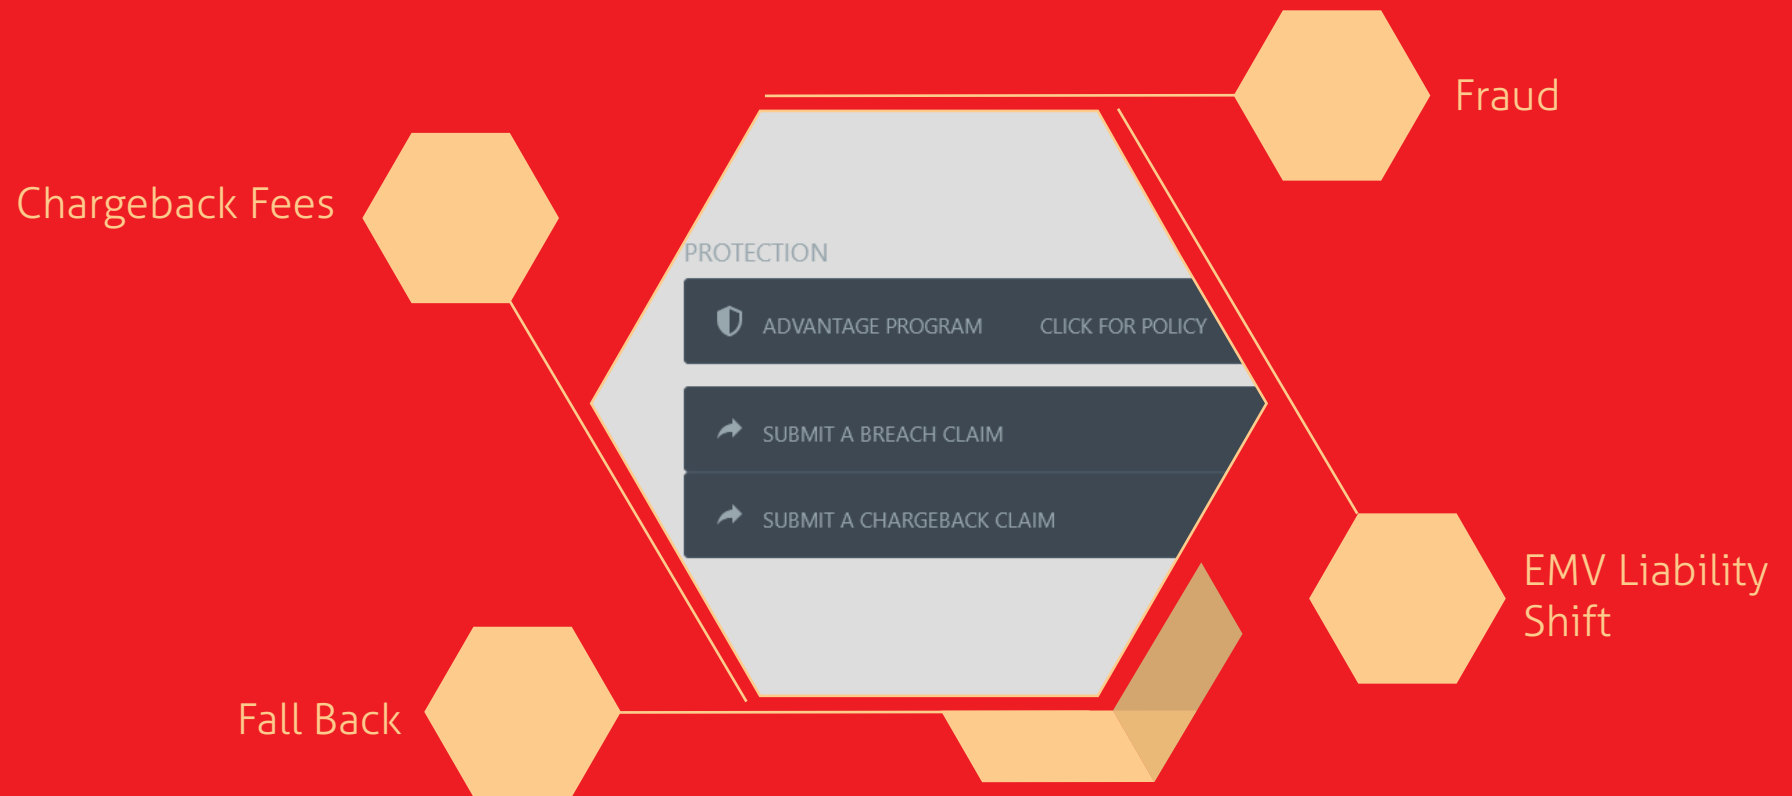 Fraud
Chargeback Fees
PROTECTION
ADVANTAGE PROGRAM CLICK FOR POLICY
SUBMIT A BREACH CLAIM
SUBMIT A CHARGEBACK CLAIM
EMV Liability
Shift
Fall Back